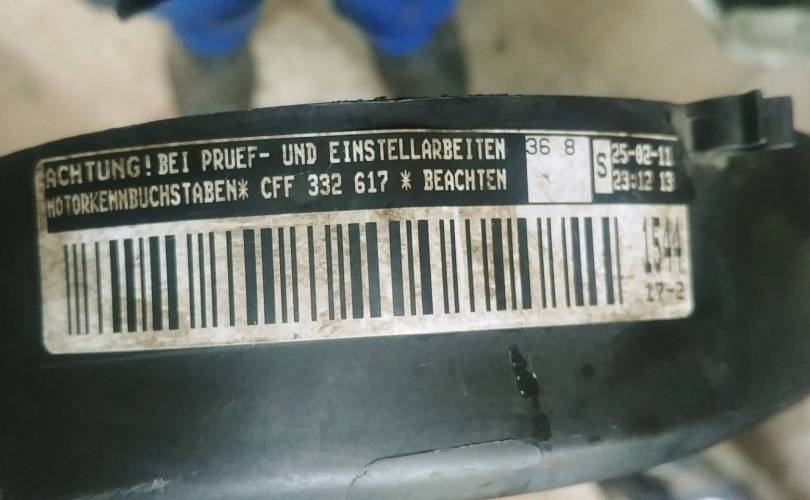 ACHTUNG! BEI PRUEF- UND EINSTELLARBEITEN
MOTORKENNBUCHSTABEN* CFF 332 617 * BEACHTEN
36 8
S
25-02-11
23:12 13
1544
17-2